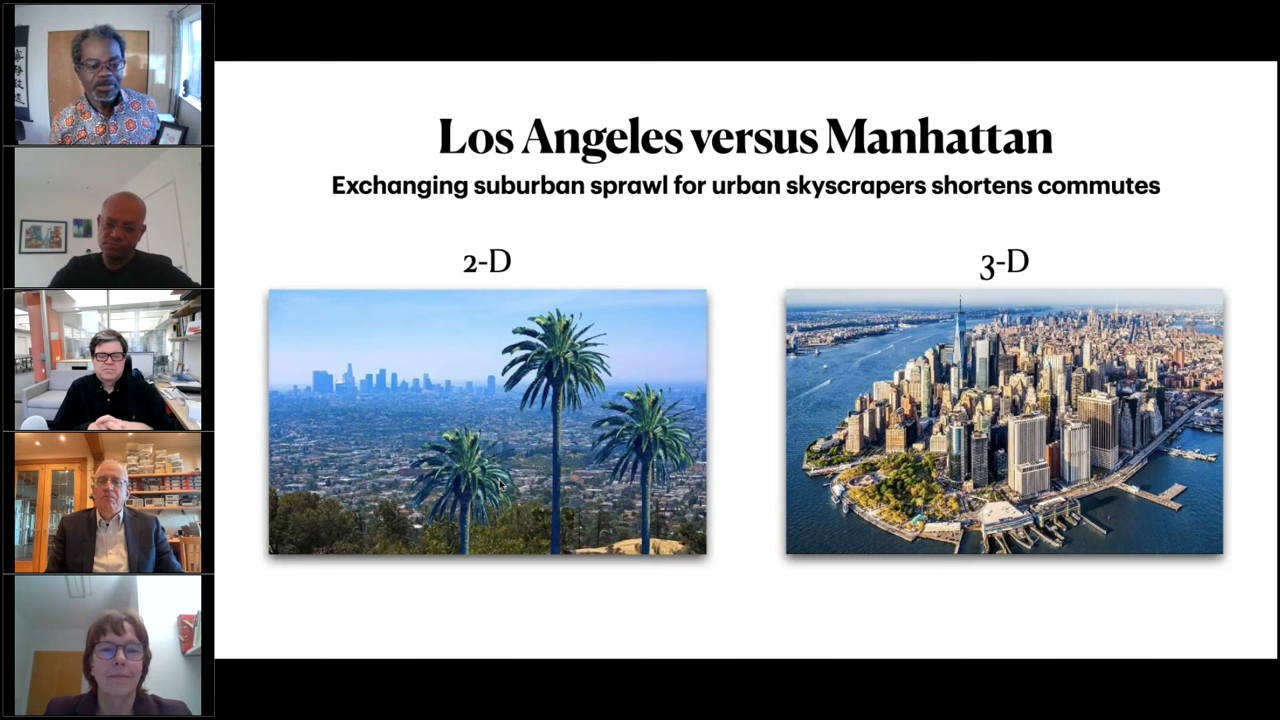 Los Angeles versus Manhattan
Exchanging suburban sprawl for urban skyscrapers shortens commutes
2-D
3-D